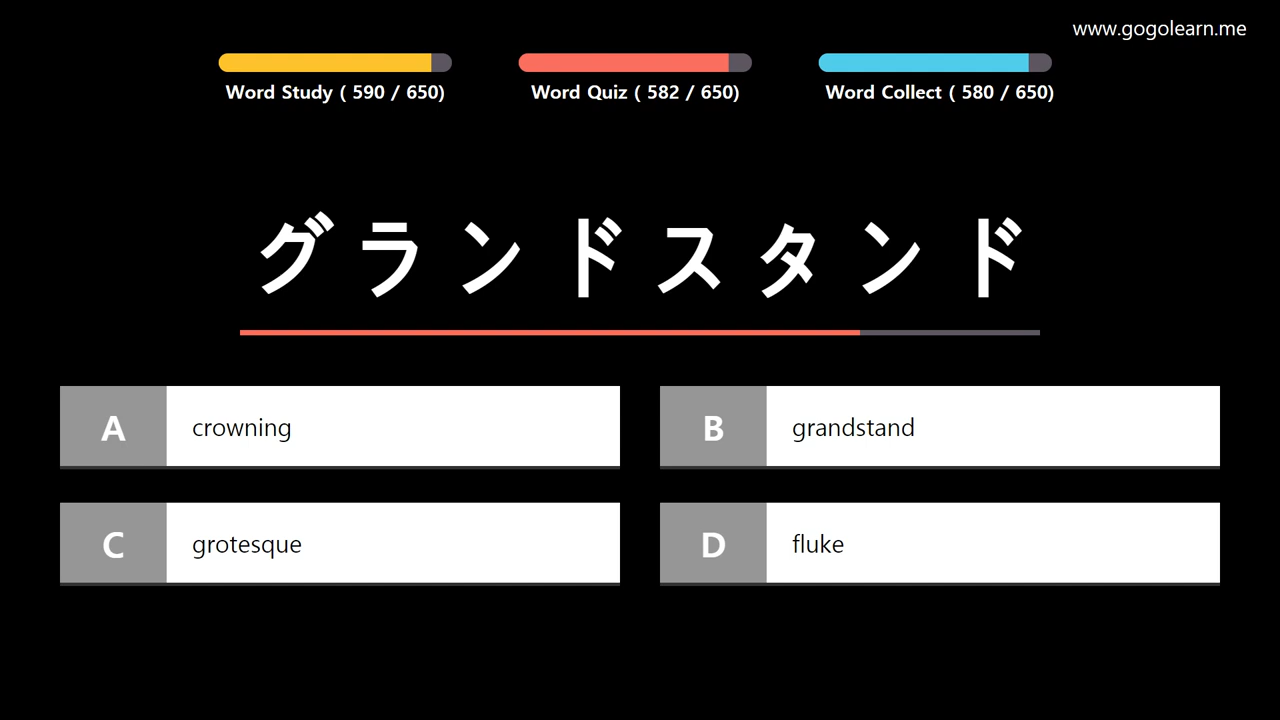 www.gogolearn.me
Word Study ( 590 / 650)
Word Quiz ( 582 / 650)
Word Collect ( 580 / 650)
グランドスタンド
A crowning
B grandstand
C grotesque
D fluke